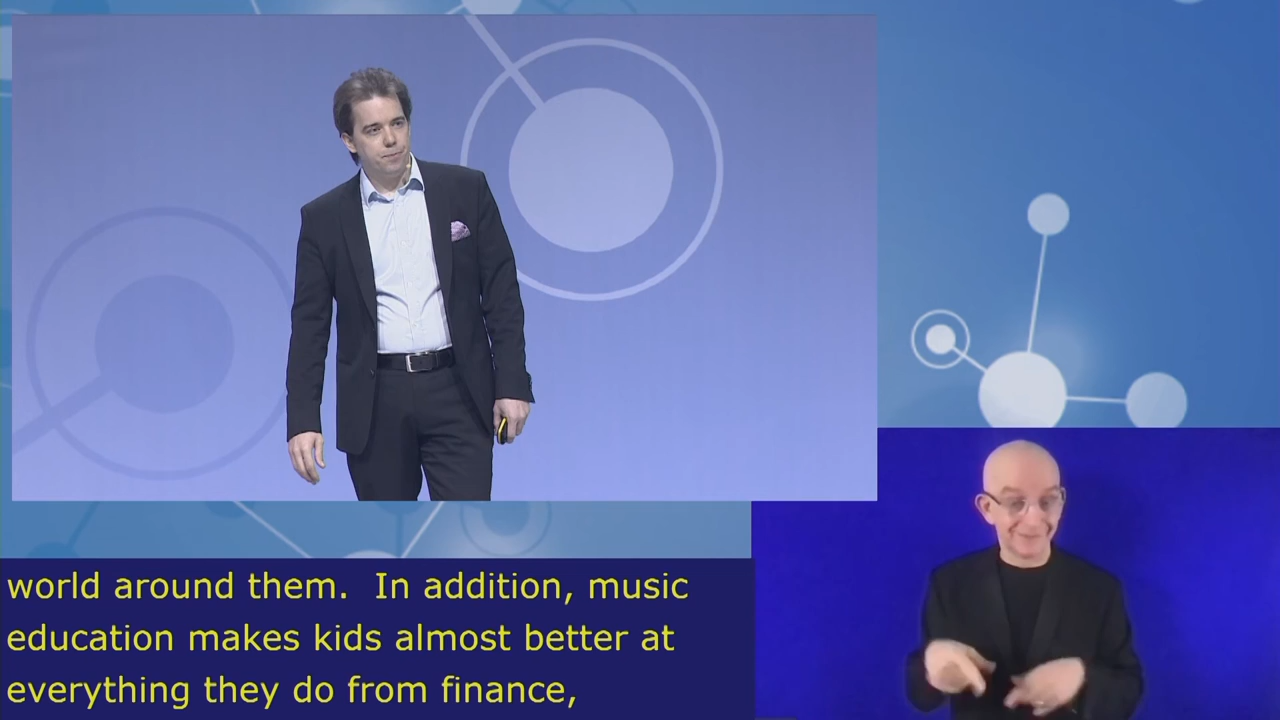 world around them.  In addition, music
education makes kids almost better at
everything they do from finance,